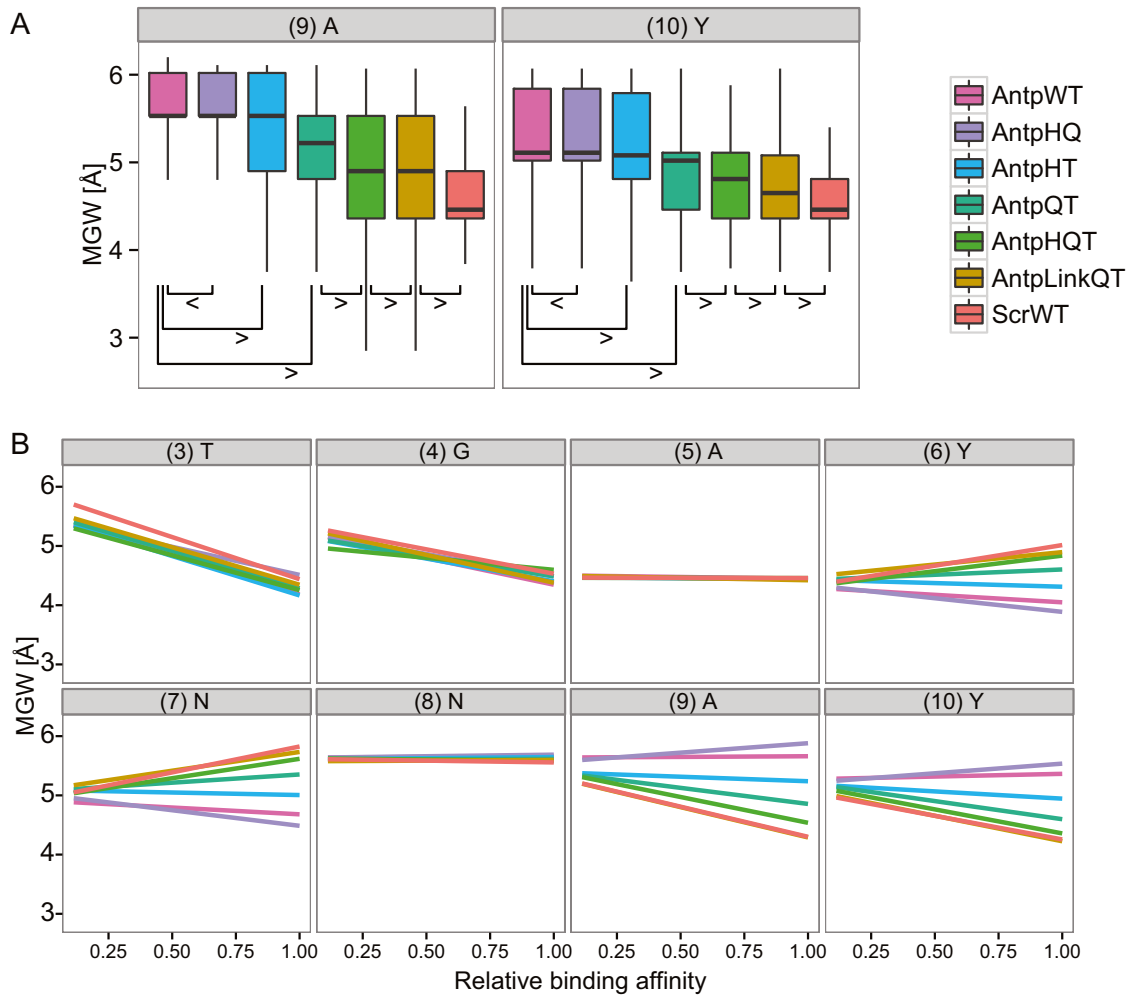 A
(9) A
(10) Y
MGW [Å]
6
5
4
3
<
>
>
>
>
>
<
>
>
>
>
>
AntpWT
AntpHQ
AntpHT
AntpQT
AntpHQT
AntpLinkQT
ScrWT
B
(3) T
(4) G
(5) A
(6) Y
6
5
4
3
MGW [Å]
(7) N
(8) N
(9) A
(10) Y
6
5
4
3
0.25 0.50 0.75 1.00
0.25 0.50 0.75 1.00
0.25 0.50 0.75 1.00
0.25 0.50 0.75 1.00
Relative binding affinity